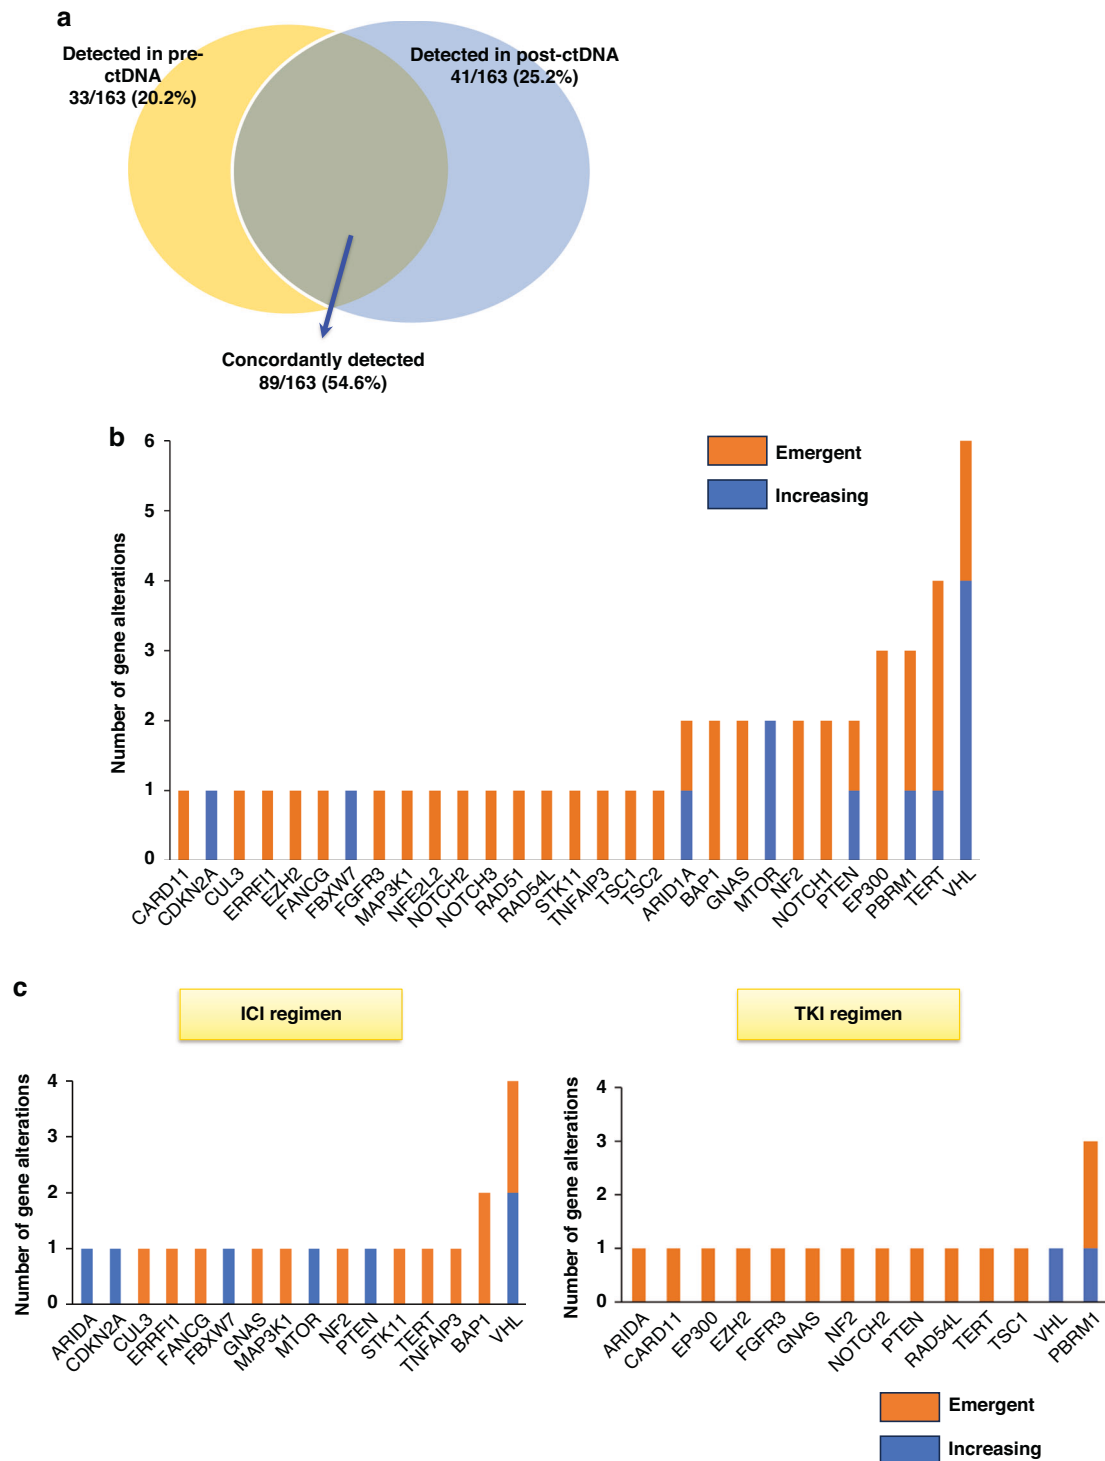 a
Detected in pre-
ctDNA
33/163 (20.2%)
Detected in post-ctDNA
41/163 (25.2%)
Concordantly detected
89/163 (54.6%)
b
Number of gene alterations
6
5
4
3
2
1
0
Emergent
Increasing
CARD11
CDKN2A
CUL3
ERRFI1
EZH2
FANCG
FBXW7
FGFR3
MAP3K1
NFE2L2
NOTCH2
NOTCH3
RAD51
RAD54L
STK11
TNFAIP3
TSC1
TSC2
ARID1A
BAP1
GNAS
MTOR
NF2
NOTCH1
PTEN
EP300
PBRM1
TERT
VHL
c
ICI regimen
Number of gene alterations
4
3
2
1
0
ARIDA
CDKN2A
CUL3
ERRFI1
FANCG
FBXW7
GNAS
MAP3K1
MTOR
NF2
PTEN
STK11
TERT
TNFAIP3
BAP1
VHL
TKI regimen
Number of gene alterations
4
3
2
1
0
ARIDA
CARD11
EP300
EZH2
FGFR3
GNAS
NF2
NOTCH2
PTEN
RAD54L
TERT
TSC1
VHL
PBRM1
Emergent
Increasing